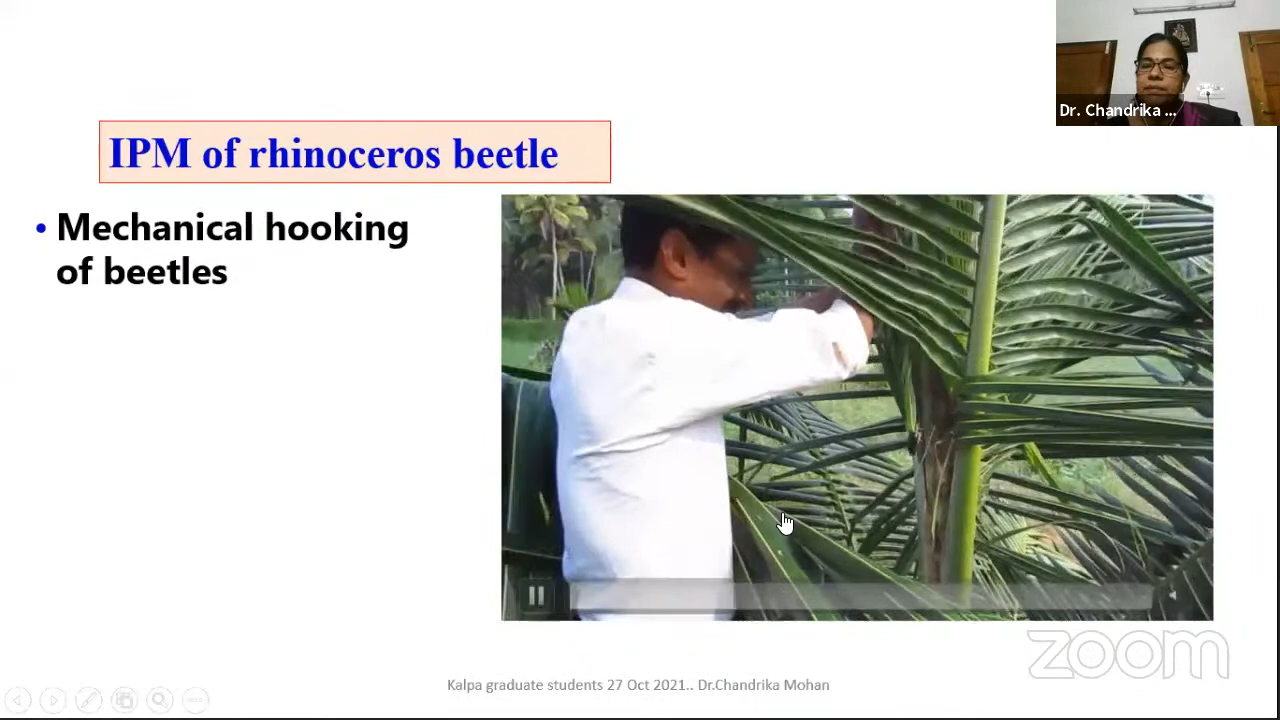 Dr. Chandrika ...
IPM of rhinoceros beetle
• Mechanical hooking
of beetles
zoom
Kalpa graduate students 27 Oct 2021.. Dr.Chandrika Mohan